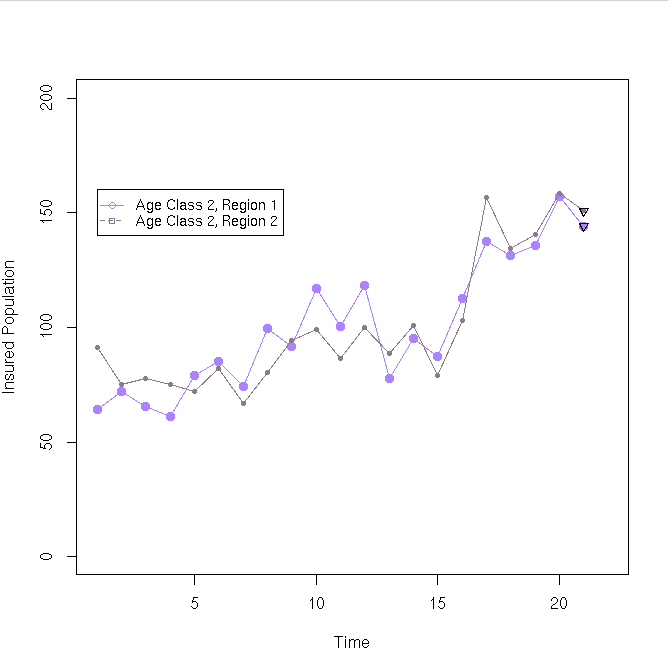 200
150
100
50
0
Insured Population
Age Class 2, Region 1
Age Class 2, Region 2
5 10 15 20
Time